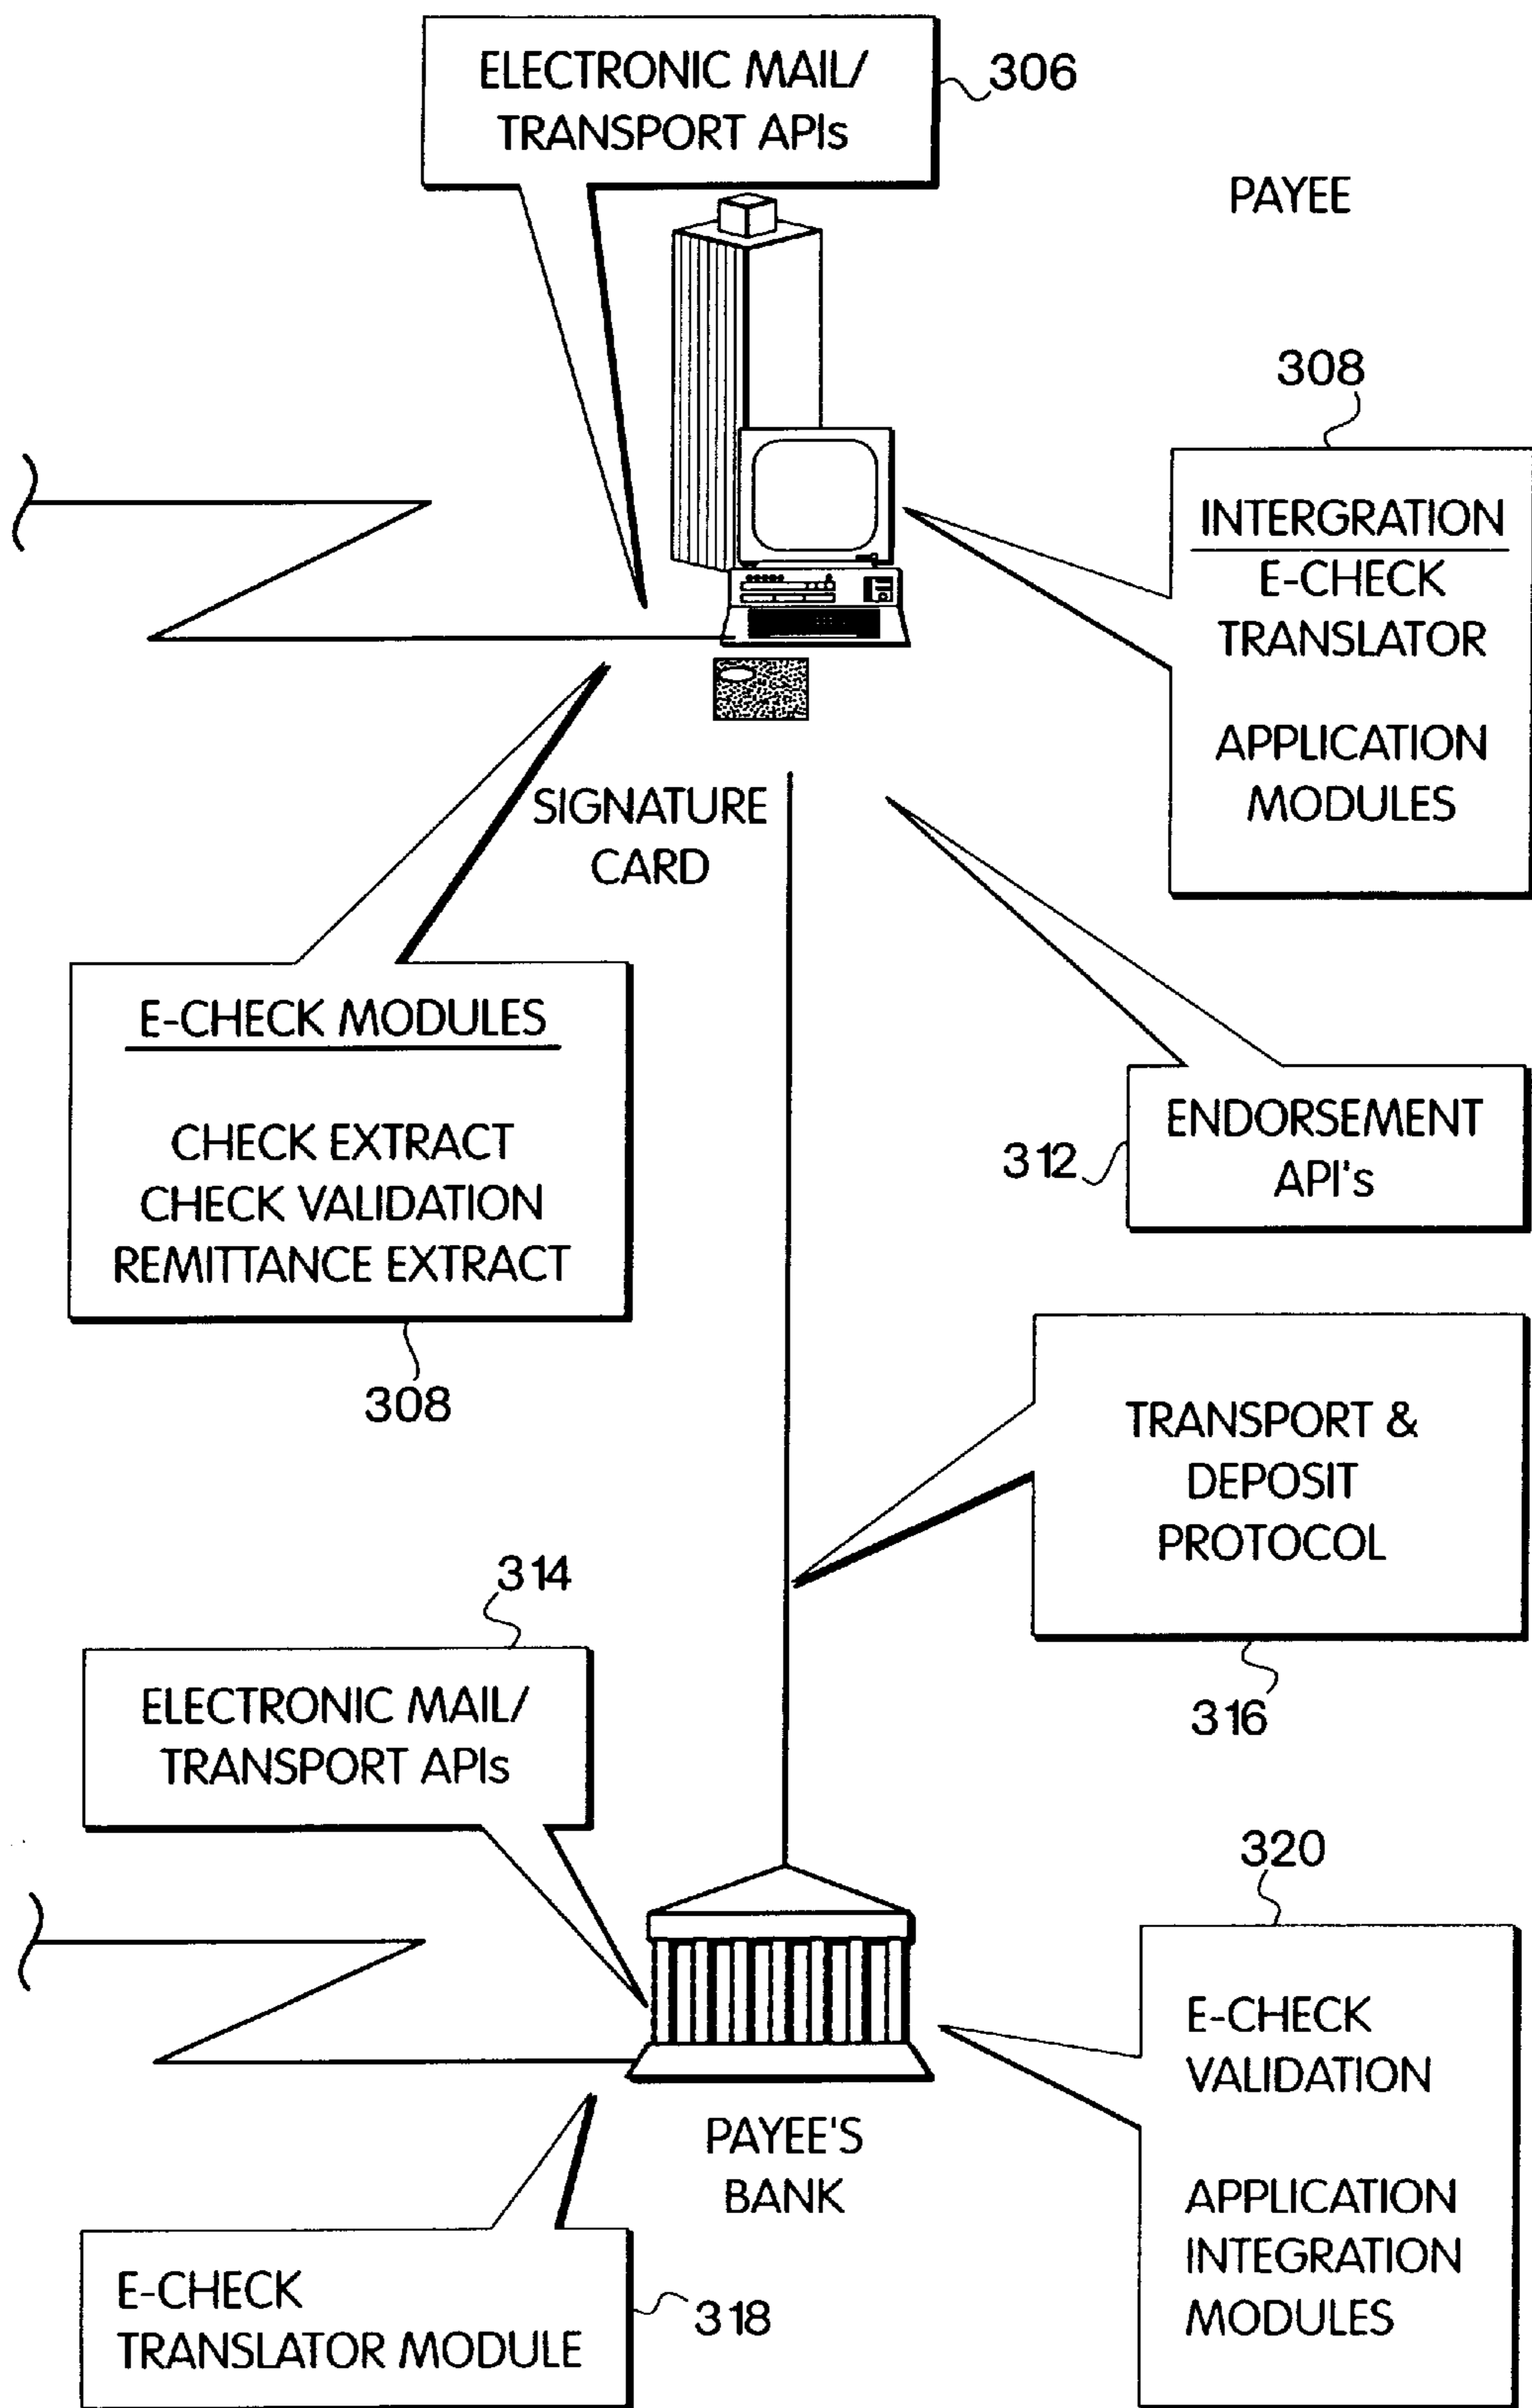 ELECTRONIC MAIL/
TRANSPORT APIs
306
PAYEE
308
INTERGRATION
E-CHECK
TRANSLATOR
APPLICATION
MODULES
SIGNATURE
CARD
E-CHECK MODULES
CHECK EXTRACT
CHECK VALIDATION
REMITTANCE EXTRACT
308
ENDORSEMENT
API's
312
TRANSPORT &
DEPOSIT
PROTOCOL
316
314
ELECTRONIC MAIL/
TRANSPORT APIs
320
E-CHECK
VALIDATION
APPLICATION
INTEGRATION
MODULES
PAYEE'S
BANK
E-CHECK
TRANSLATOR MODULE
318